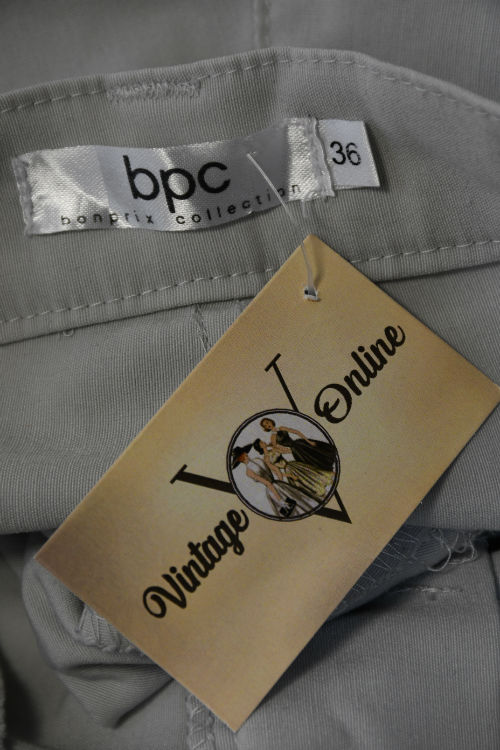 bpc
bonprix collection
36
Vintage
V
Online